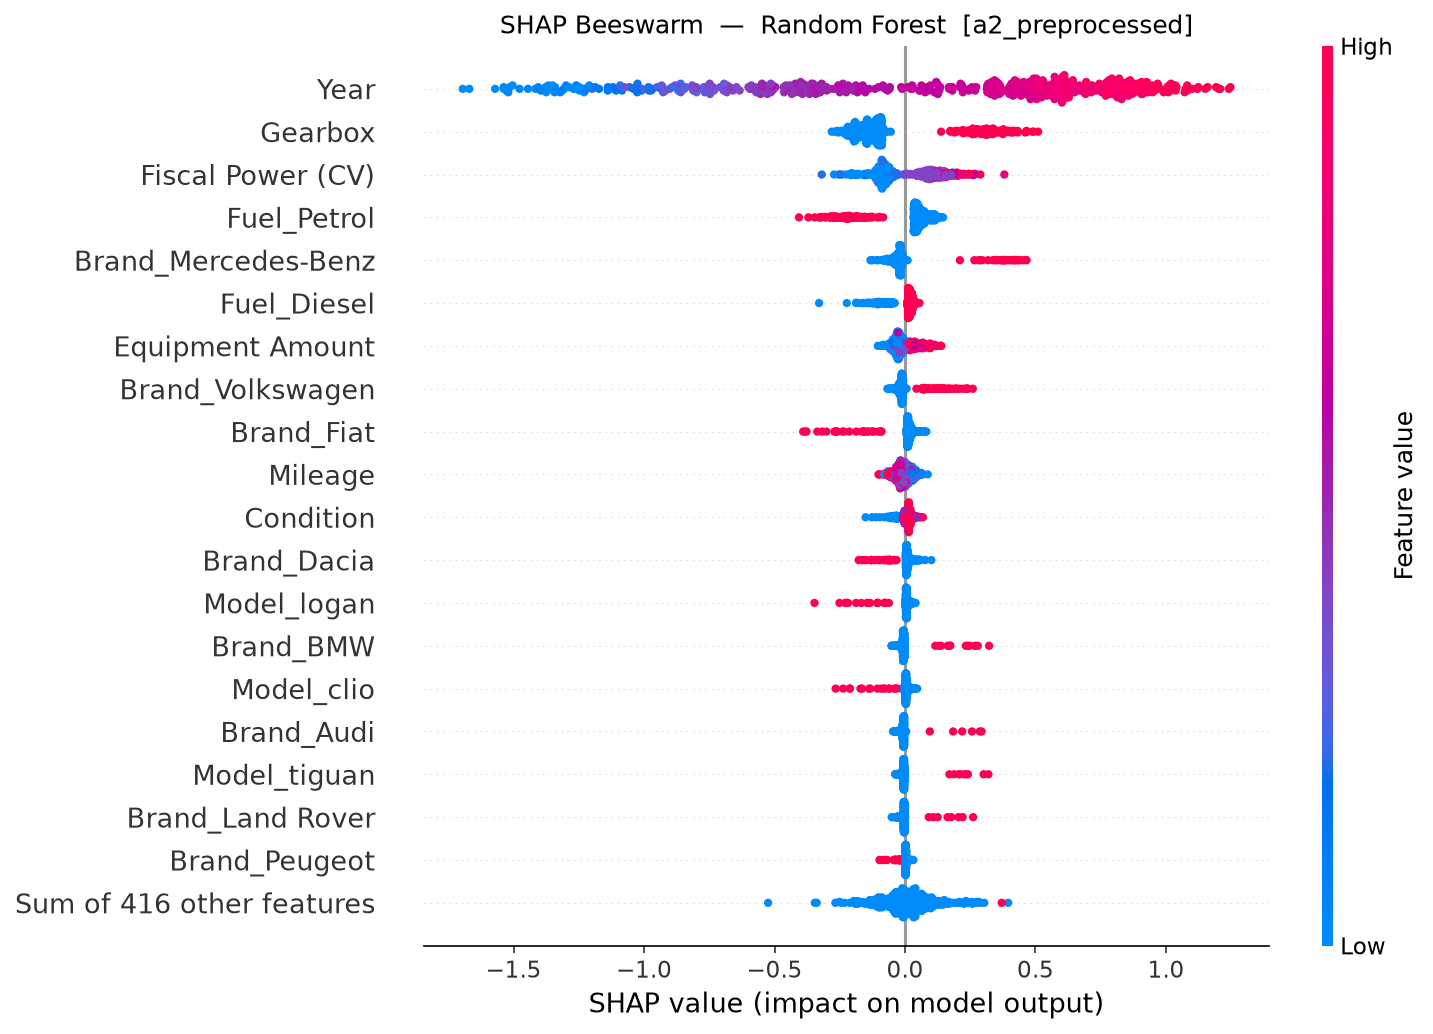 SHAP Beeswarm — Random Forest [a2_preprocessed]
High
Year
Gearbox
Fiscal Power (CV)
Fuel_Petrol
Brand_Mercedes-Benz
Fuel_Diesel
Equipment Amount
Brand_Volkswagen
Brand_Fiat
Mileage
Condition
Brand_Dacia
Model_logan
Brand_BMW
Model_clio
Brand_Audi
Model_tiguan
Brand_Land Rover
Brand_Peugeot
Sum of 416 other features
Feature value
Low
−1.5 −1.0 −0.5 0.0 0.5 1.0
SHAP value (impact on model output)